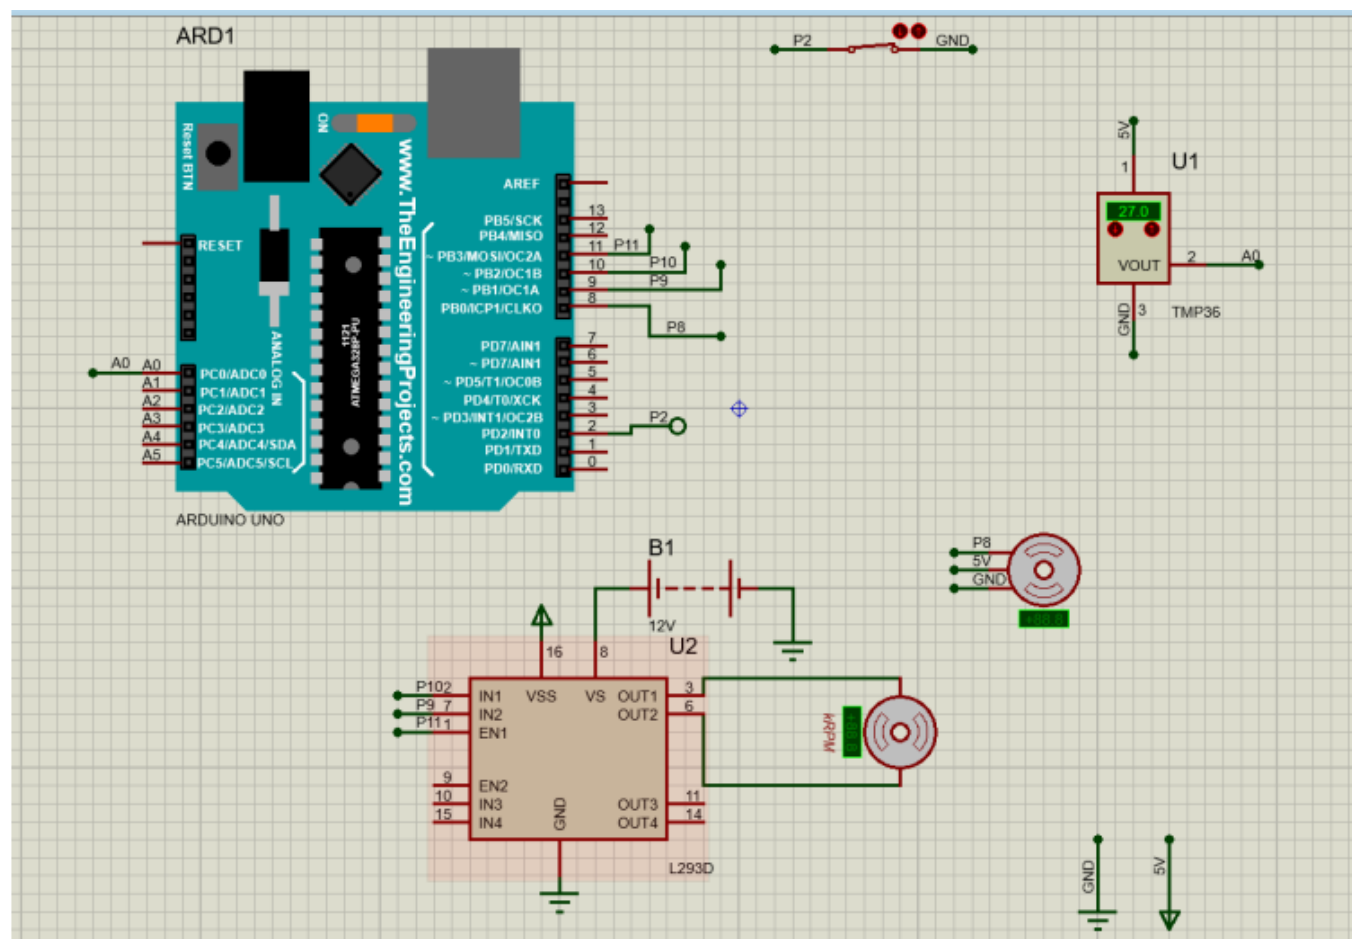 ARD1
P2 GND
Reset BTN
ON
www.TheEngineeringProjects.com
AREF
PB5/SCK 13
PB4/MISO 12
~ PB3/MOSI/OC2A 11 P11
~ PB2/OC1B 10 P10
~ PB1/OC1A 9 P9
PB0/ICP1/CLKO 8
P8
RESET
1121
ATMEGA328P-PU
ANALOG IN
PD7/AIN1 7
~ PD7/AIN1 6
~ PD5/T1/OC0B 5
PD4/T0/XCK 4
~ PD3/INT1/OC2B 3
PD2/INT0 2 P2
PD1/TXD 1
PD0/RXD 0
A0 A0 PC0/ADC0
A1 PC1/ADC1
A2 PC2/ADC2
A3 PC3/ADC3
A4 PC4/ADC4/SDA
A5 PC5/ADC5/SCL
ARDUINO UNO
5V
1
U1
27.0
VOUT 2 A0
3
GND
TMP36
B1
12V
P8
5V
GND
U2
16 8
P10 2 IN1 VSS VS OUT1 3
P9 7 IN2 OUT2 6
P11 1 EN1
kRPM
9 EN2
10 IN3 OUT3 11
15 IN4 OUT4 14
GND
L293D
GND
5V